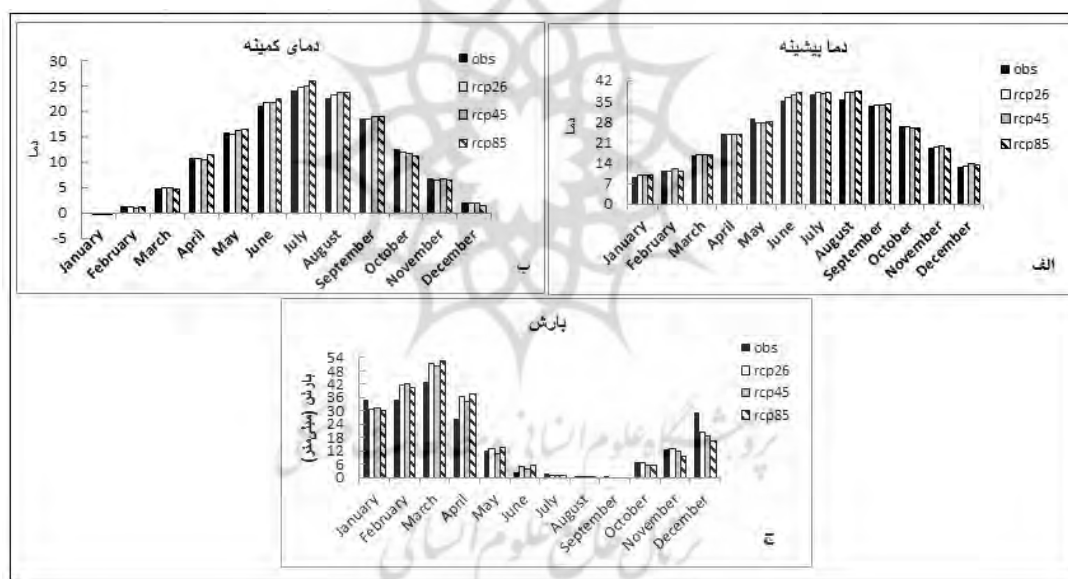 دما بیشینه
دما
42
35
28
21
14
7
0
obs
rcp26
rcp45
rcp85
January
February
March
April
May
June
July
August
September
October
November
December
الف
دمای کمینه
دما
30
25
20
15
10
5
0
-5
obs
rcp26
rcp45
rcp85
January
February
March
April
May
June
July
August
September
October
November
December
ب
بارش
بارش (میلی‌متر)
54
48
42
36
30
24
18
12
6
0
obs
rcp26
rcp45
rcp85
January
February
March
April
May
June
July
August
September
October
November
December
ج